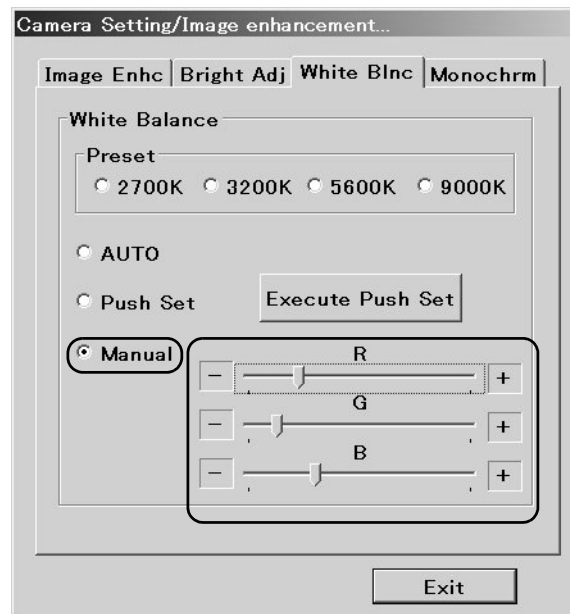 Camera Setting/Image enhancement...
Image Enhc Bright Adj White Blnc Monochrm
White Balance
Preset
2700K 3200K 5600K 9000K
AUTO
Push Set Execute Push Set
Manual
R
- +
G
- +
B
- +
Exit